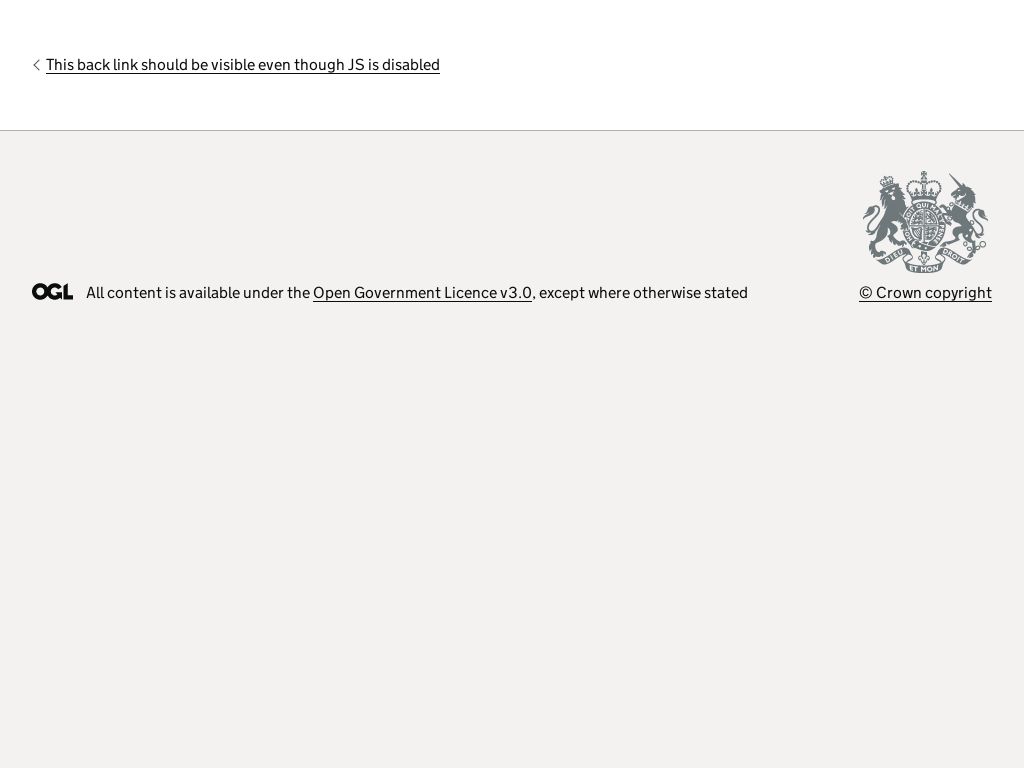 This back link should be visible even though JS is disabled
OGL All content is available under the Open Government Licence v3.0, except where otherwise stated
DIEU ET MON DROIT
© Crown copyright